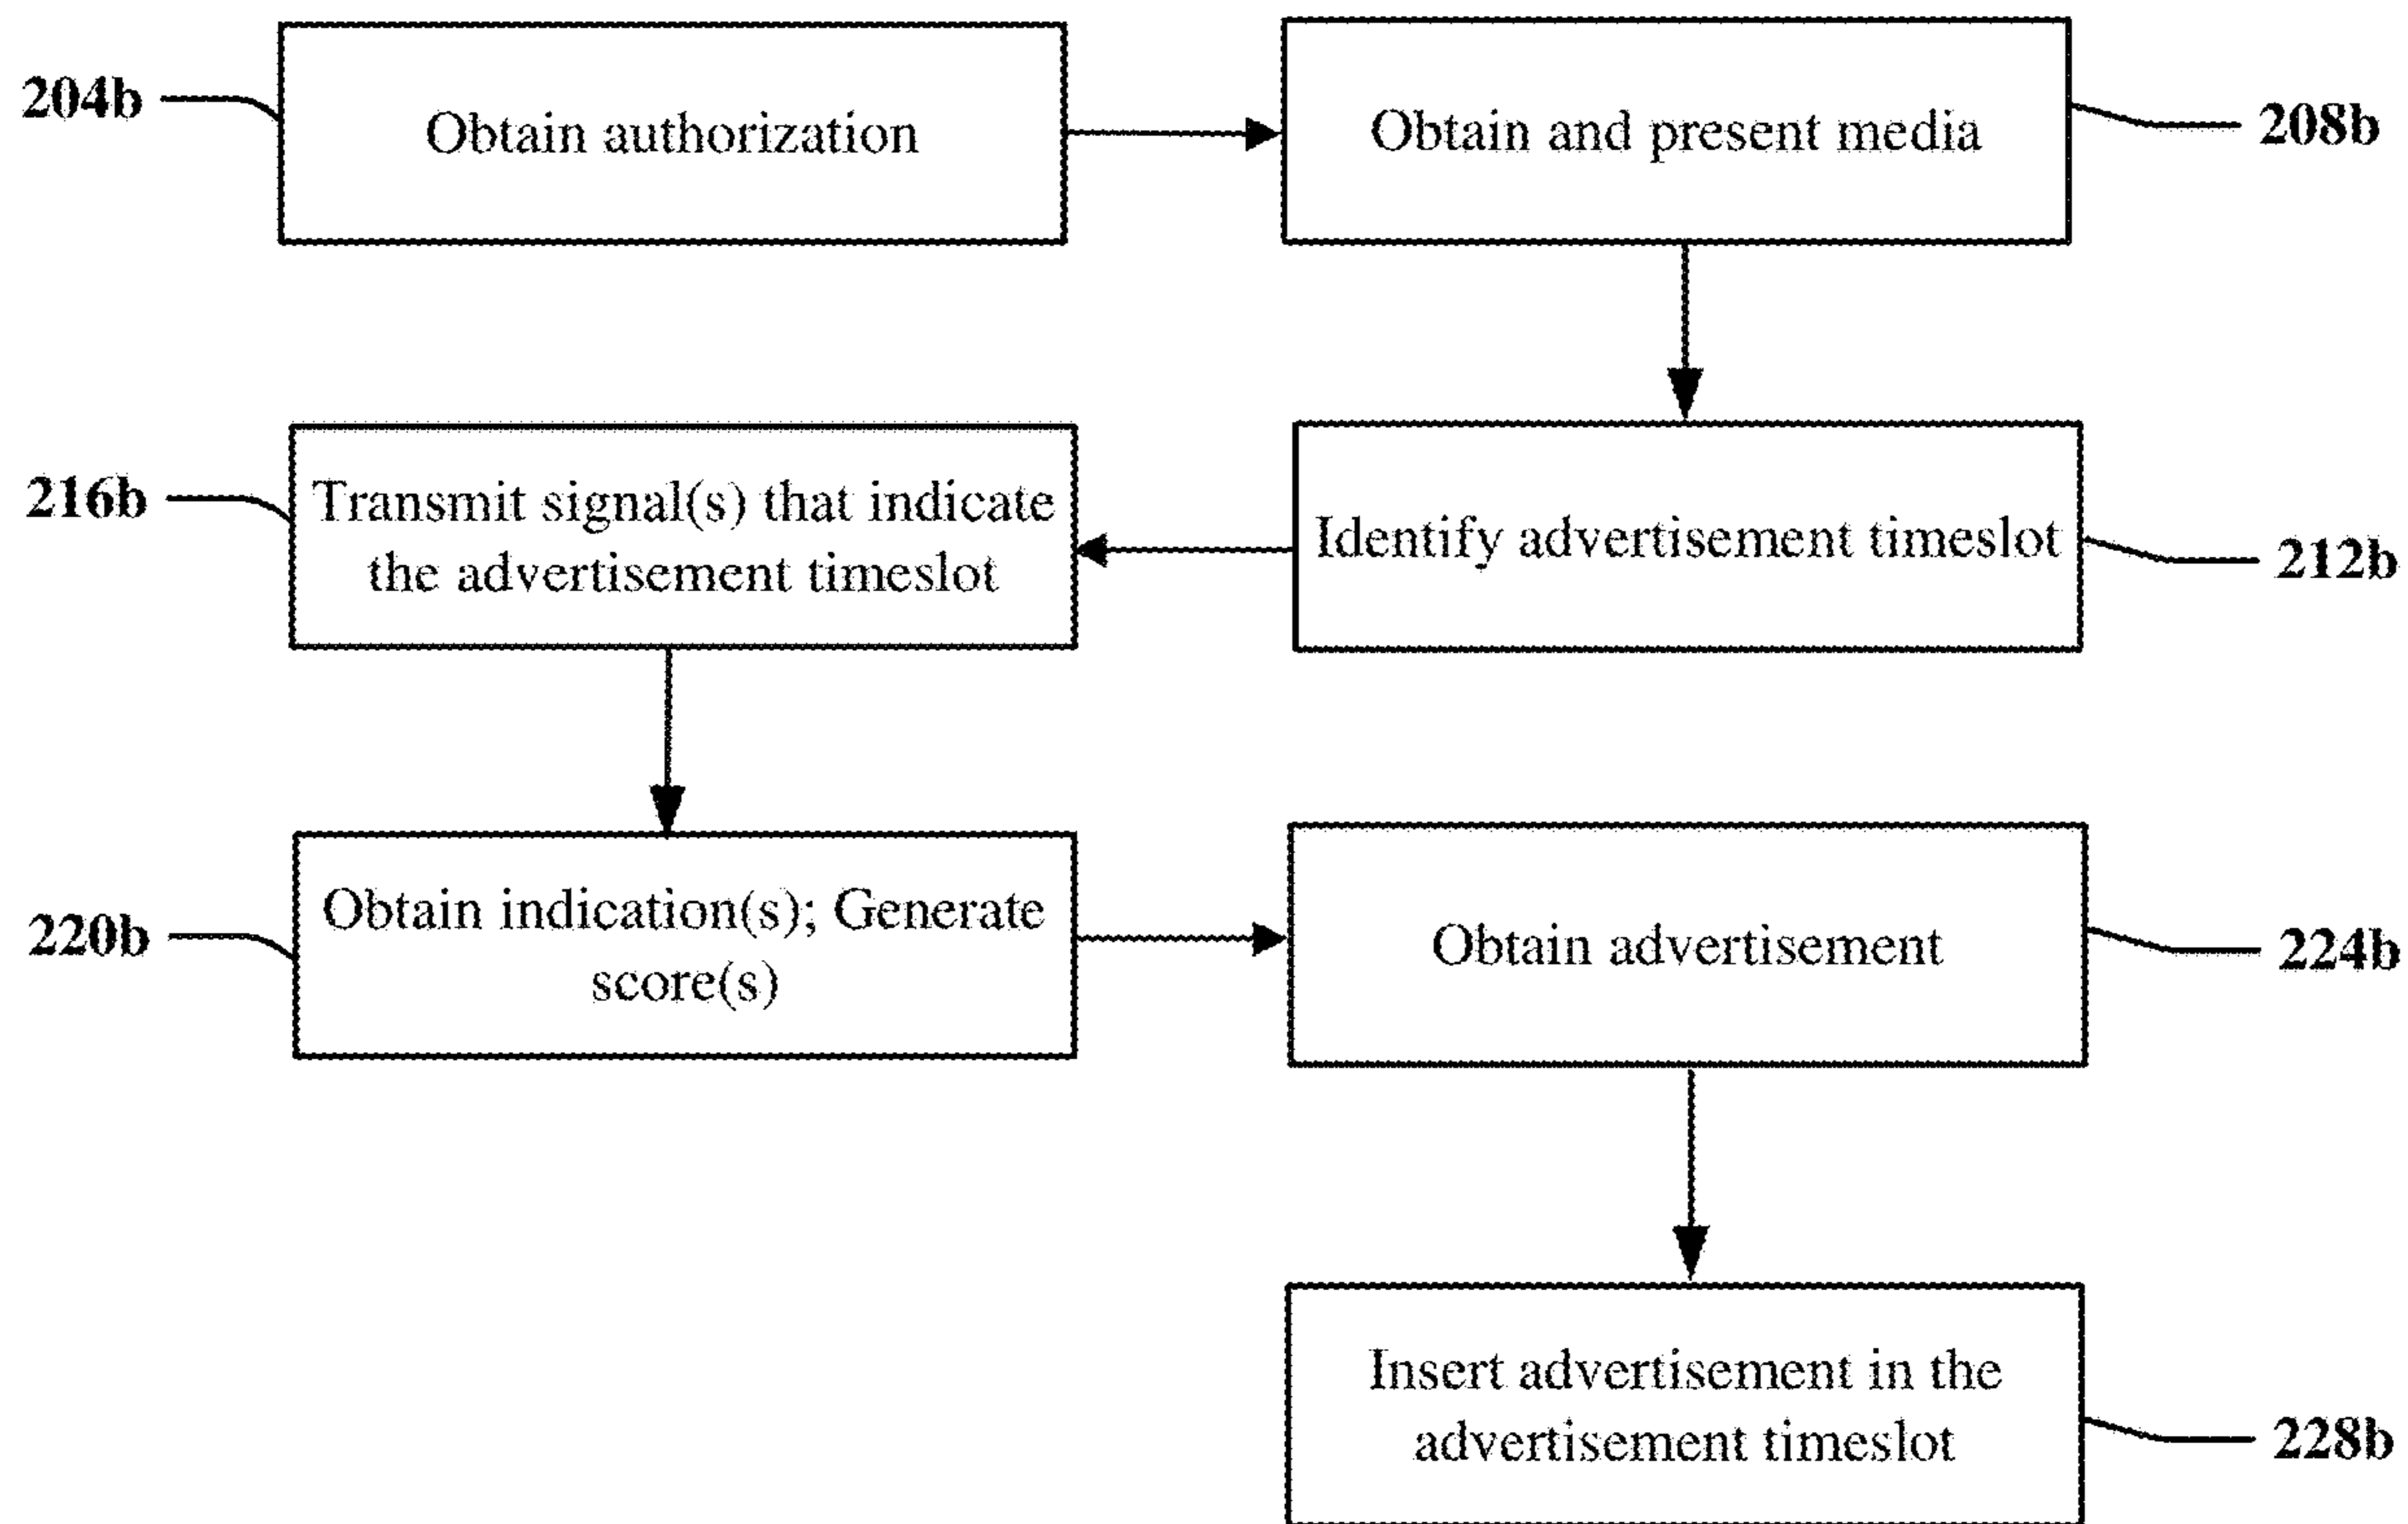 204b
Obtain authorization
Obtain and present media
208b
216b
Transmit signal(s) that indicate
the advertisement timeslot
Identify advertisement timeslot
212b
220b
Obtain indication(s); Generate
score(s)
Obtain advertisement
224b
Insert advertisement in the
advertisement timeslot
228b